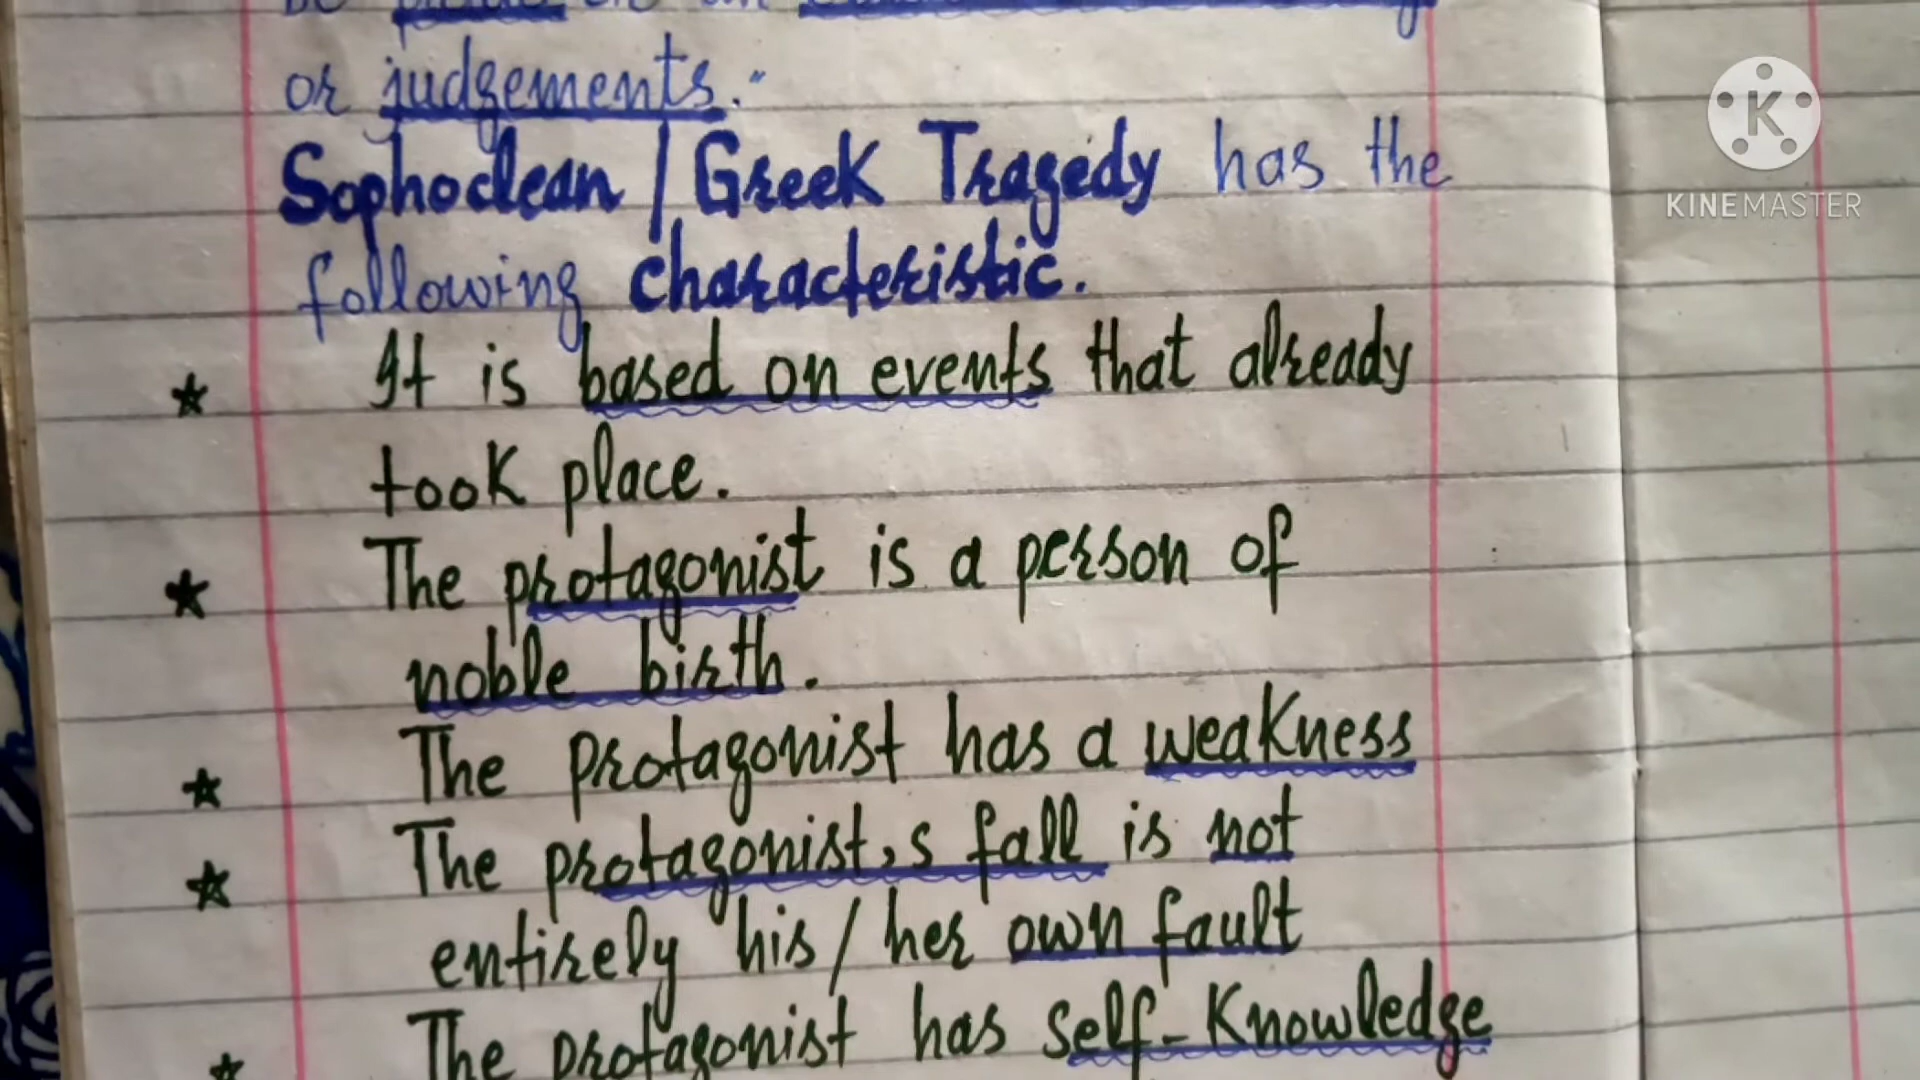 or judgements."
Sophoclean / Greek Tragedy has the
following characteristic.
It is based on events that already
took place.
The protagonist is a person of
noble birth.
The protagonist has a weakness
The protagonist,s fall is not
entirely his / her own fault
The protagonist has self-knowledge
K
KINEMASTER